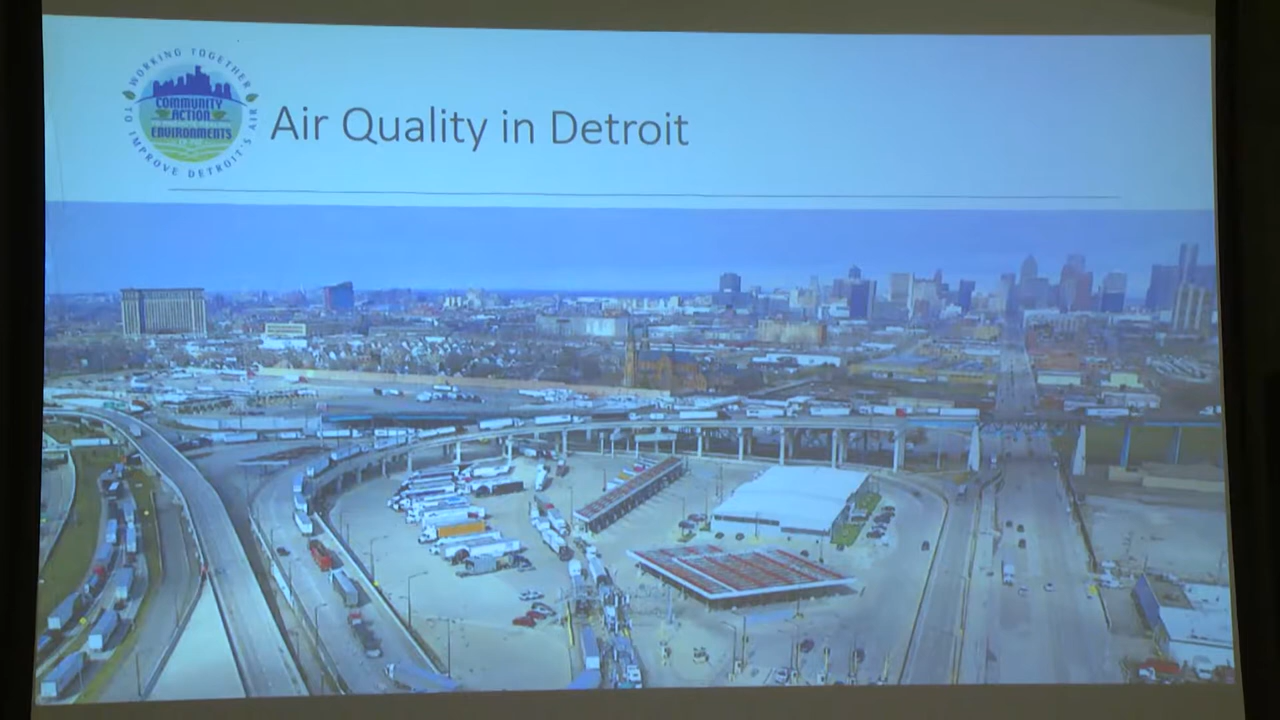 WORKING TOGETHER
COMMUNITY
ACTION
ENVIRONMENTS
TO IMPROVE DETROIT'S AIR
Air Quality in Detroit